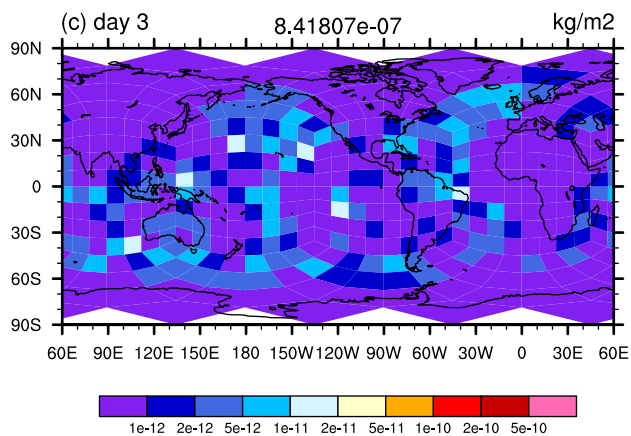 (c) day 3 8.41807e-07 kg/m2
90N
60N
30N
0
30S
60S
90S
60E 90E 120E 150E 180 150W 120W 90W 60W 30W 0 30E 60E
1e-12 2e-12 5e-12 1e-11 2e-11 5e-11 1e-10 2e-10 5e-10